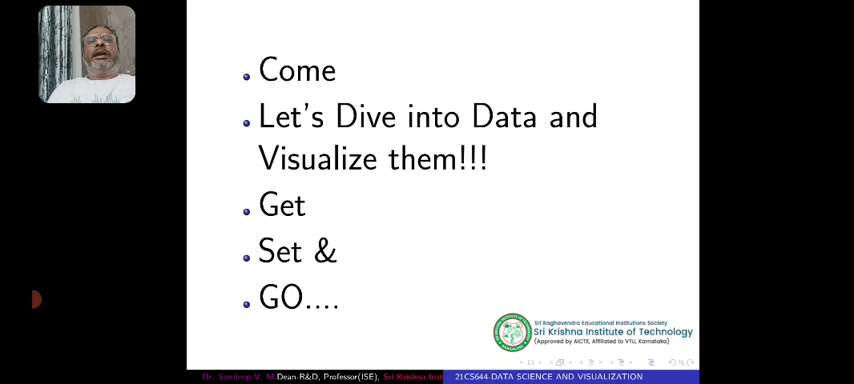 Come
Let's Dive into Data and
Visualize them!!!
Get
Set &
GO....
Sri Raghavendra Educational Institutions Society
Sri Krishna Institute of Technology
(Approved by AICTE, Affiliated to VTU, Karnataka)
Dr. Sandeep V. M.Dean-R&D, Professor(ISE), Sri Krishna Inst
21CS644-DATA SCIENCE AND VISUALIZATION